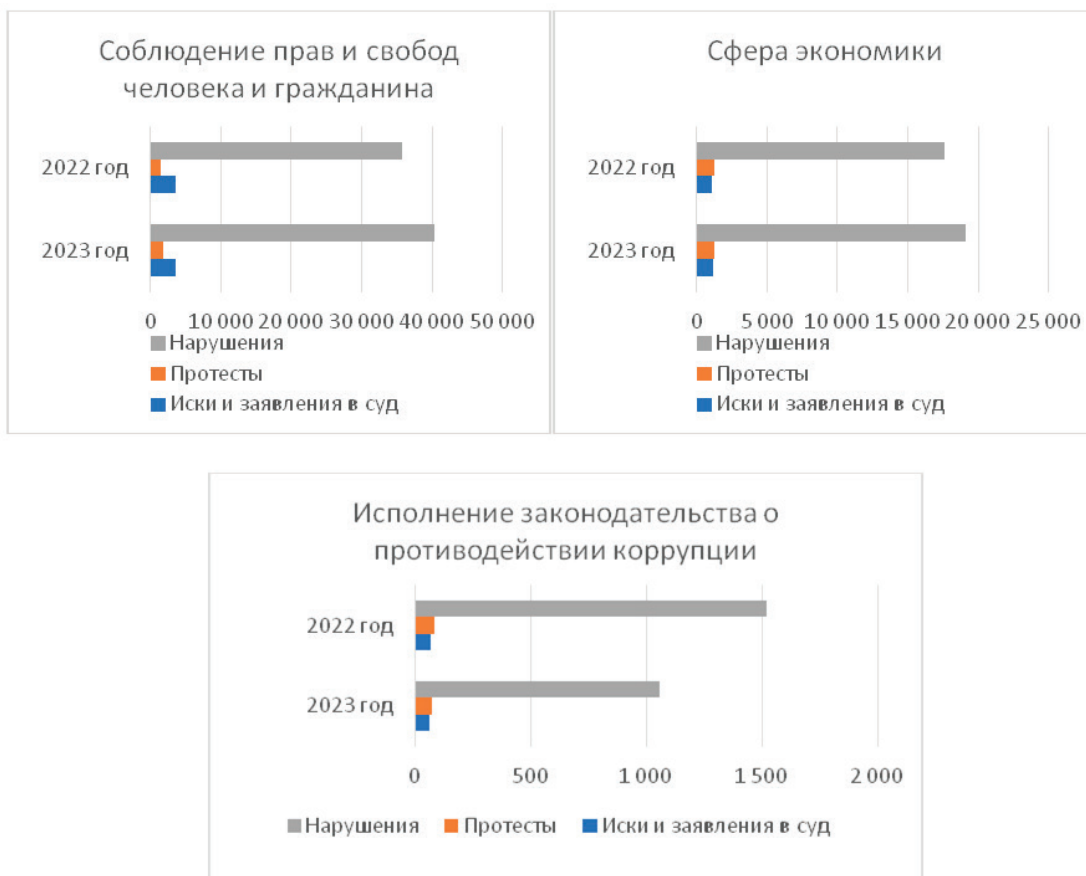 Соблюдение прав и свобод
человека и гражданина
2022 год
2023 год
0 10 000 20 000 30 000 40 000 50 000
Нарушения
Протесты
Иски и заявления в суд
Сфера экономики
2022 год
2023 год
0 5 000 10 000 15 000 20 000 25 000
Нарушения
Протесты
Иски и заявления в суд
Исполнение законодательства о
противодействии коррупции
2022 год
2023 год
0 500 1 000 1 500 2 000
Нарушения Протесты Иски и заявления в суд